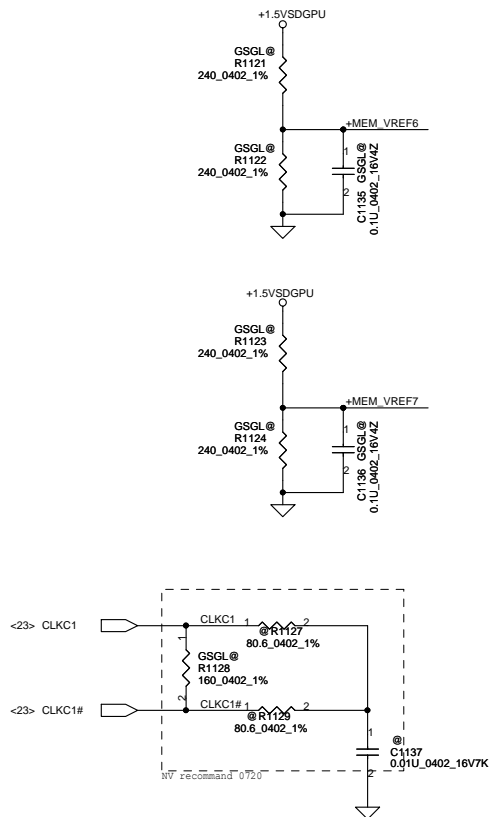 +1.5VSDGPU
GSGL@
R1121
240_0402_1%
+MEM_VREF6
GSGL@
R1122
240_0402_1%
1
2
C1135 GSGL@
0.1U_0402_16V4Z
+1.5VSDGPU
GSGL@
R1123
240_0402_1%
+MEM_VREF7
GSGL@
R1124
240_0402_1%
1
2
C1136 GSGL@
0.1U_0402_16V4Z
<23> CLKC1
CLKC1
1
2
@R1127
80.6_0402_1%
1
GSGL@
R1128
160_0402_1%
2
<23> CLKC1#
CLKC1#
1
2
@R1129
80.6_0402_1%
1
@
C1137
0.01U_0402_16V7K
2
NV recommand 0720